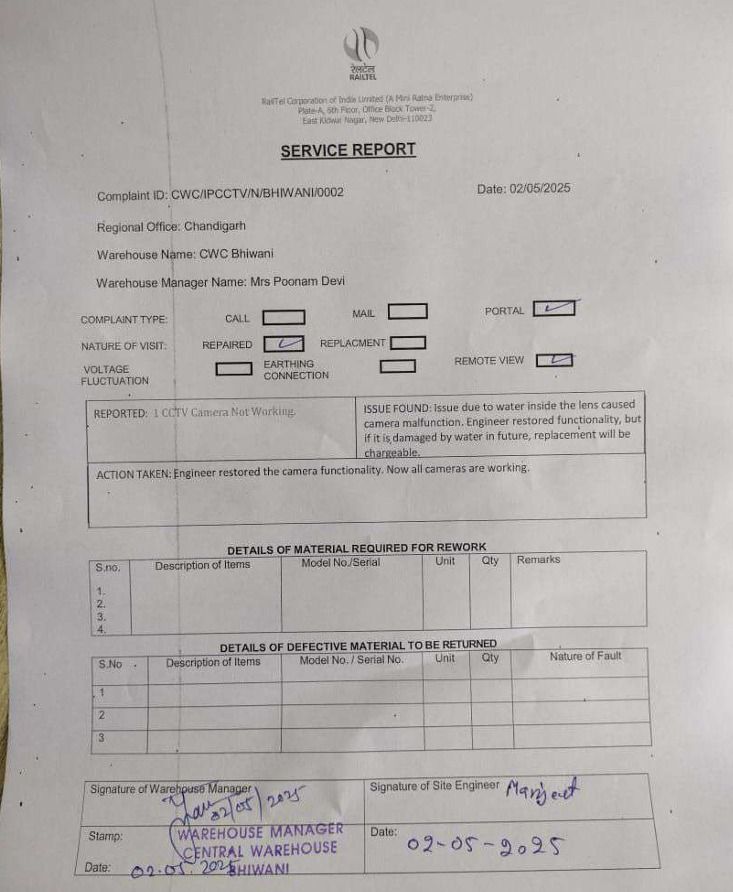 रेलटेल
RAILTEL
RailTel Corporation of India Limited (A Mini Ratna Enterprise)
Plate-A, 6th Floor, Office Block Tower-2,
East Kidwai Nagar, New Delhi-110023
SERVICE REPORT
Complaint ID: CWC/IPCCTV/N/BHIWANI/0002 Date: 02/05/2025
Regional Office: Chandigarh
Warehouse Name: CWC Bhiwani
Warehouse Manager Name: Mrs Poonam Devi
COMPLAINT TYPE: CALL MAIL PORTAL
NATURE OF VISIT: REPAIRED REPLACMENT
VOLTAGE FLUCTUATION EARTHING CONNECTION REMOTE VIEW
REPORTED: 1 CCTV Camera Not Working.
ISSUE FOUND: Issue due to water inside the lens caused
camera malfunction. Engineer restored functionality, but
if it is damaged by water in future, replacement will be
chargeable.
ACTION TAKEN: Engineer restored the camera functionality. Now all cameras are working.
DETAILS OF MATERIAL REQUIRED FOR REWORK
S.no. Description of Items Model No./Serial Unit Qty Remarks
1.
2.
3.
4.
DETAILS OF DEFECTIVE MATERIAL TO BE RETURNED
S.No Description of Items Model No. / Serial No. Unit Qty Nature of Fault
1
2
3
Signature of Warehouse Manager
02/05/2025
Signature of Site Engineer Manjeet
Stamp: WAREHOUSE MANAGER
CENTRAL WAREHOUSE
BHIWANI
Date: 02.05.2025
Date: 02-05-2025